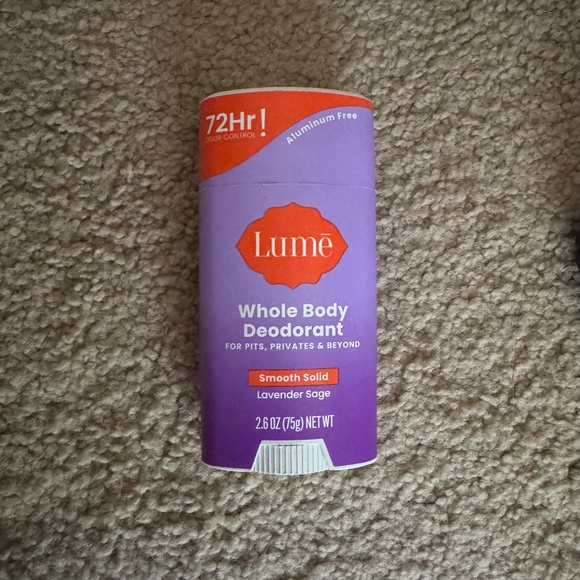 72Hr!
ODOR CONTROL
Aluminum Free
Lumē
Whole Body
Deodorant
FOR PITS, PRIVATES & BEYOND
Smooth Solid
Lavender Sage
2.6 OZ (75g) NET WT